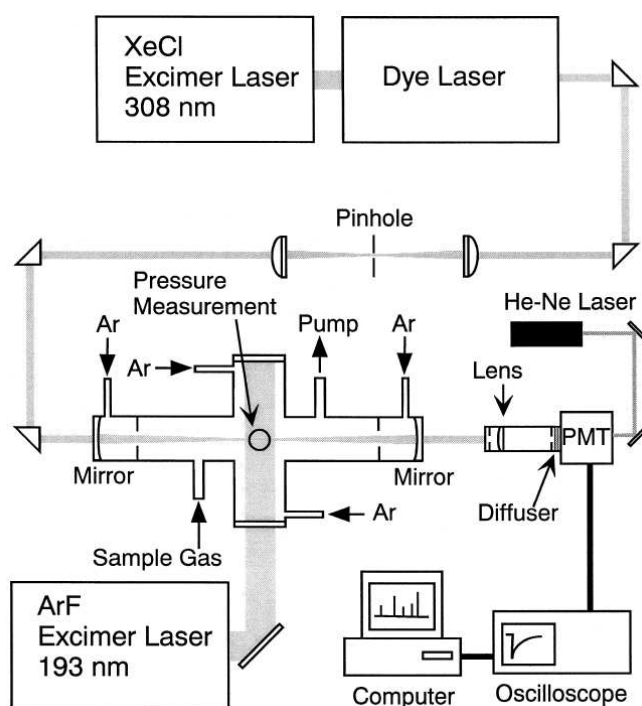 XeCl
Excimer Laser
308 nm
Dye Laser
Pinhole
Pressure
Measurement
He-Ne Laser
Ar
Pump
Ar
Ar
Lens
PMT
Mirror
Mirror
Diffuser
Ar
Sample Gas
ArF
Excimer Laser
193 nm
Computer
Oscilloscope